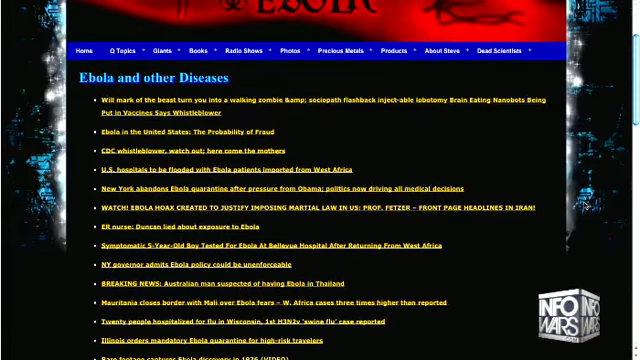 & EBOLA
Home Q Topics Giants Books Radio Shows Photos Precious Metals Products About Steve Dead Scientists
Ebola and other Diseases
Will mark of the beast turn you into a walking zombie &amp; sociopath flashback inject-able lobotomy Brain Eating Nanobots Being
Put in Vaccines Says Whistleblower
Ebola in the United States: The Probability of Fraud
CDC whistleblower, watch out; here come the mothers
U.S. hospitals to be flooded with Ebola patients imported from West Africa
New York abandons Ebola quarantine after pressure from Obama; politics now driving all medical decisions
WATCH! EBOLA HOAX CREATED TO JUSTIFY IMPOSING MARTIAL LAW IN US: PROF. FETZER – FRONT PAGE HEADLINES IN IRAN!
ER nurse: Duncan lied about exposure to Ebola
Symptomatic 5-Year-Old Boy Tested For Ebola At Bellevue Hospital After Returning From West Africa
NY governor admits Ebola policy could be unenforceable
BREAKING NEWS: Australian man suspected of having Ebola in Thailand
Mauritania closes border with Mali over Ebola fears – W. Africa cases three times higher than reported
Twenty people hospitalized for flu in Wisconsin, 1st H3N2v 'swine flu' case reported
Illinois orders mandatory Ebola quarantine for high-risk travelers
Rare footage captures Ebola discovery in 1976 (VIDEO)
INFO
WARS